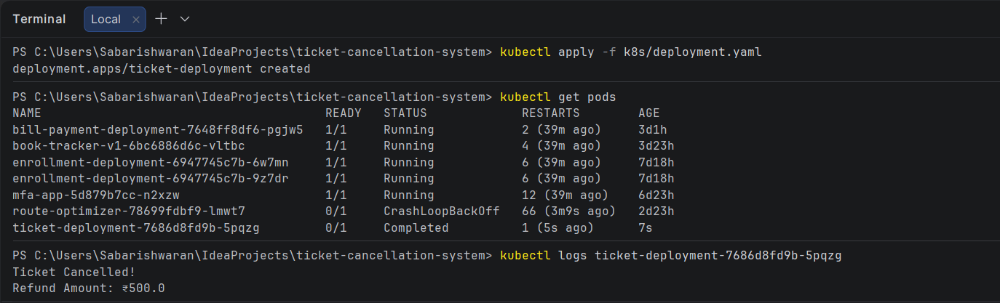 Terminal Local × + ⌄
PS C:\Users\Sabarishwaran\IdeaProjects\ticket-cancellation-system> kubectl apply -f k8s/deployment.yaml
deployment.apps/ticket-deployment created
PS C:\Users\Sabarishwaran\IdeaProjects\ticket-cancellation-system> kubectl get pods
NAME READY STATUS RESTARTS AGE
bill-payment-deployment-7648ff8df6-pgjw5 1/1 Running 2 (39m ago) 3d1h
book-tracker-v1-6bc6886d6c-vltbc 1/1 Running 4 (39m ago) 3d23h
enrollment-deployment-6947745c7b-6w7mn 1/1 Running 6 (39m ago) 7d18h
enrollment-deployment-6947745c7b-9z7dr 1/1 Running 6 (39m ago) 7d18h
mfa-app-5d879b7cc-n2xzw 1/1 Running 12 (39m ago) 6d23h
route-optimizer-78699fdbf9-lmwt7 0/1 CrashLoopBackOff 66 (3m9s ago) 2d23h
ticket-deployment-7686d8fd9b-5pqzg 0/1 Completed 1 (5s ago) 7s
PS C:\Users\Sabarishwaran\IdeaProjects\ticket-cancellation-system> kubectl logs ticket-deployment-7686d8fd9b-5pqzg
Ticket Cancelled!
Refund Amount: ₹500.0